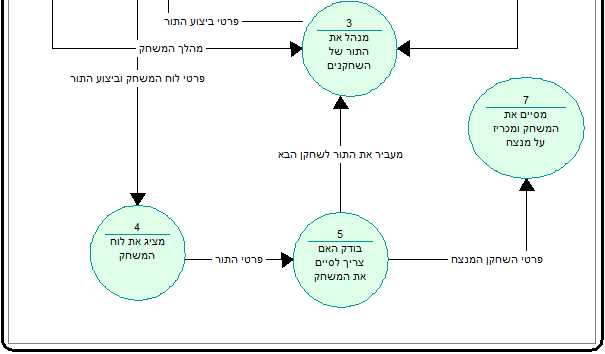 פרטי ביצוע התור
3
מנהל את
התור של
השחקנים
מהלך המשחק
פרטי לוח המשחק וביצוע התור
7
מסיים את
המשחק ומכריז
על מנצח
מעביר את התור לשחקן הבא
4
מציג את לוח
המשחק
5
בודק האם
צריך לסיים
את המשחק
פרטי התור
פרטי השחקן המנצח